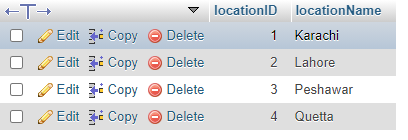 locationID locationName
Edit Copy Delete 1 Karachi
Edit Copy Delete 2 Lahore
Edit Copy Delete 3 Peshawar
Edit Copy Delete 4 Quetta